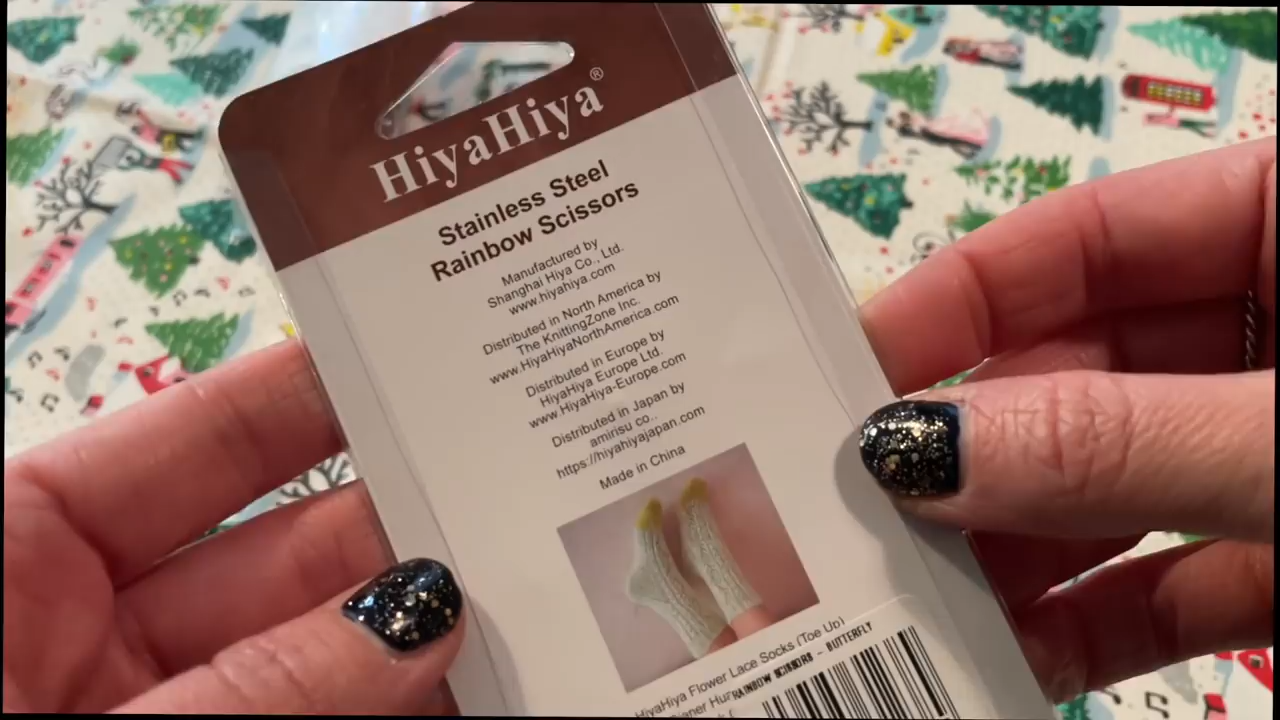 HiyaHiya®
Stainless Steel
Rainbow Scissors
Manufactured by
Shanghai Hiya Co., Ltd.
www.hiyahiya.com
Distributed in North America by
The KnittingZone Inc.
www.HiyaHiyaNorthAmerica.com
Distributed in Europe by
HiyaHiya Europe Ltd.
www.HiyaHiya-Europe.com
Distributed in Japan by
amirisu co.,
https://hiyahiyajapan.com
Made in China
HiyaHiya Flower Lace Socks (Toe Up)
RAINBOW SCISSORS - BUTTERFLY